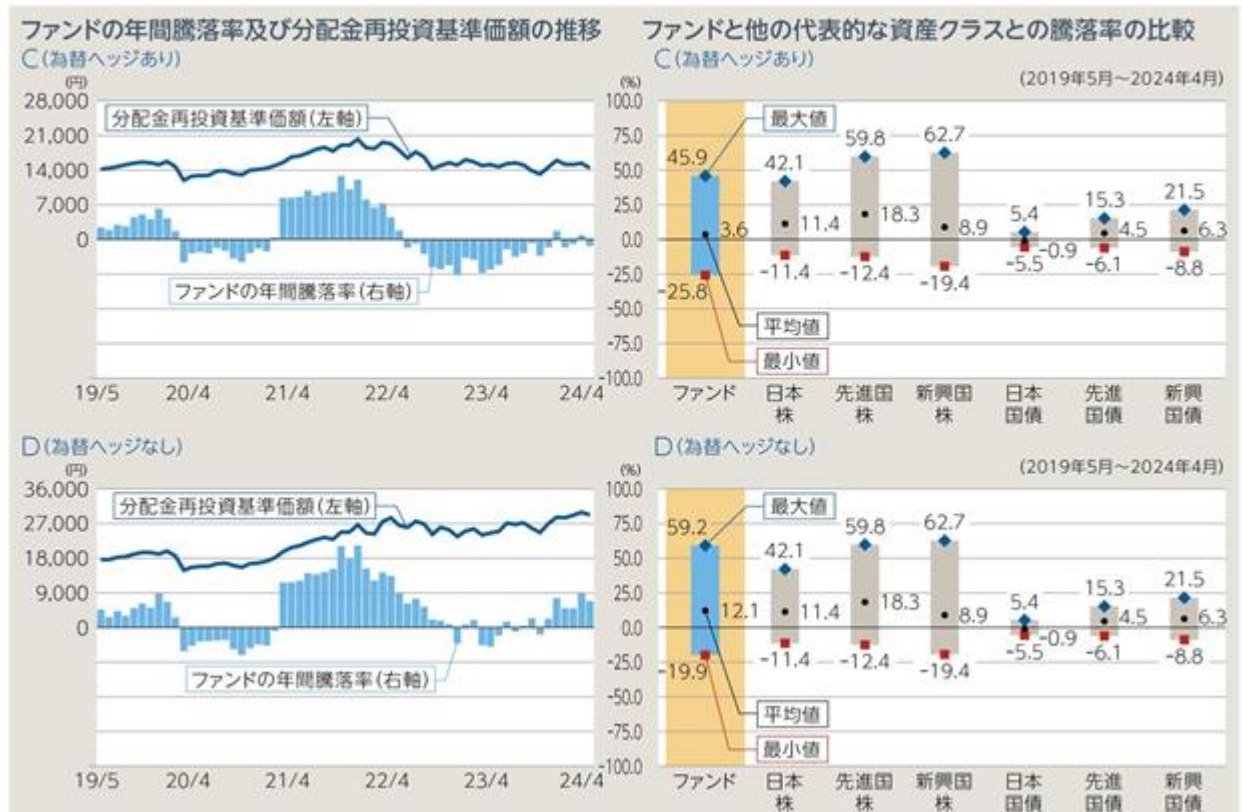 ファンドの年間騰落率及び分配金再投資基準価額の推移
C(為替ヘッジあり)
(円)
(%)
28,000
21,000
14,000
7,000
0
100.0
75.0
50.0
25.0
0.0
-25.0
-50.0
-75.0
-100.0
分配金再投資基準価額(左軸)
ファンドの年間騰落率(右軸)
19/5 20/4 21/4 22/4 23/4 24/4
ファンドと他の代表的な資産クラスとの騰落率の比較
C(為替ヘッジあり)
(2019年5月~2024年4月)
最大値
平均値
最小値
45.9 42.1 59.8 62.7 5.4 15.3 21.5
3.6 11.4 18.3 8.9 -0.9 4.5 6.3
-25.8 -11.4 -12.4 -19.4 -5.5 -6.1 -8.8
ファンド 日本 先進国 新興国 日本 先進 新興
株 株 株 国債 国債 国債
D(為替ヘッジなし)
(円)
(%)
36,000
27,000
18,000
9,000
0
100.0
75.0
50.0
25.0
0.0
-25.0
-50.0
-75.0
-100.0
分配金再投資基準価額(左軸)
ファンドの年間騰落率(右軸)
19/5 20/4 21/4 22/4 23/4 24/4
D(為替ヘッジなし)
(2019年5月~2024年4月)
最大値
平均値
最小値
59.2 42.1 59.8 62.7 5.4 15.3 21.5
12.1 11.4 18.3 8.9 -0.9 4.5 6.3
-19.9 -11.4 -12.4 -19.4 -5.5 -6.1 -8.8
ファンド 日本 先進国 新興国 日本 先進 新興
株 株 株 国債 国債 国債